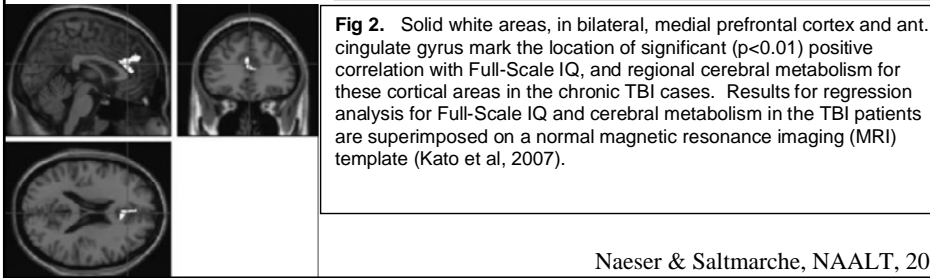 Fig 2. Solid white areas, in bilateral, medial prefrontal cortex and ant.
cingulate gyrus mark the location of significant (p<0.01) positive
correlation with Full-Scale IQ, and regional cerebral metabolism for
these cortical areas in the chronic TBI cases. Results for regression
analysis for Full-Scale IQ and cerebral metabolism in the TBI patients
are superimposed on a normal magnetic resonance imaging (MRI)
template (Kato et al, 2007).
Naeser & Saltmarche, NAALT, 20